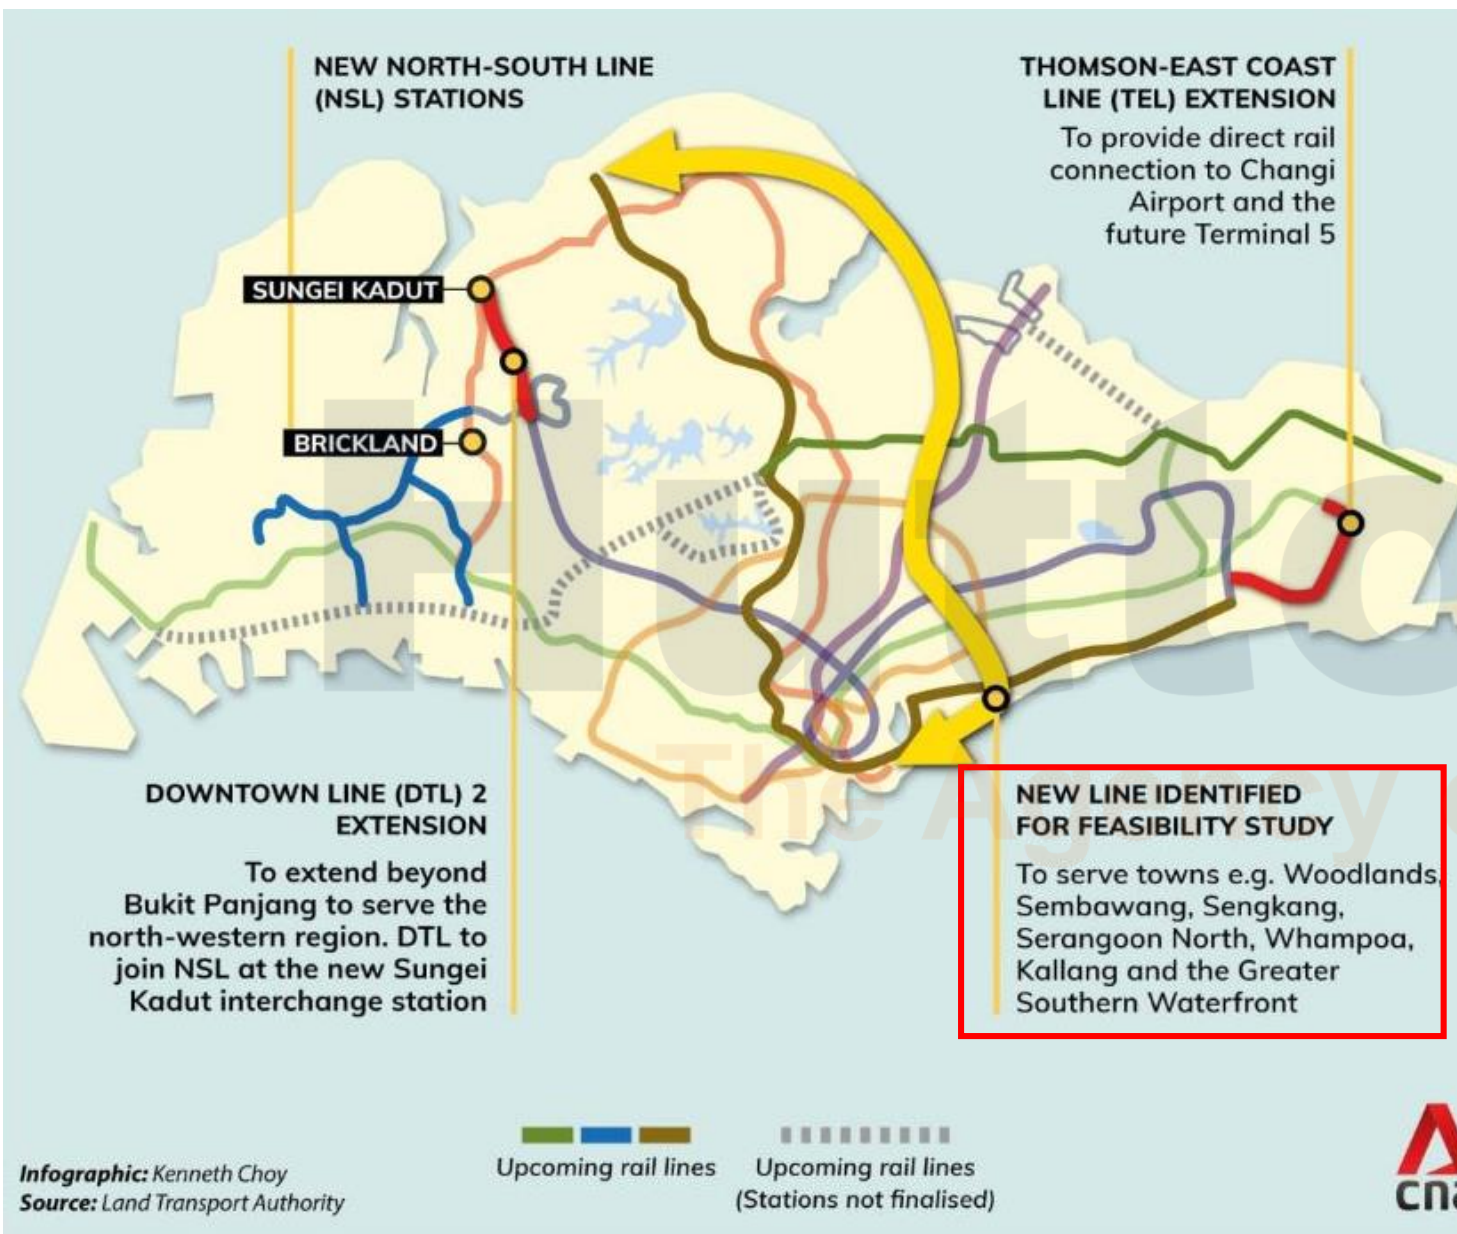 NEW NORTH-SOUTH LINE
(NSL) STATIONS
THOMSON-EAST COAST
LINE (TEL) EXTENSION
To provide direct rail
connection to Changi
Airport and the
future Terminal 5
SUNGEI KADUT
BRICKLAND
DOWNTOWN LINE (DTL) 2
EXTENSION
To extend beyond
Bukit Panjang to serve the
north-western region. DTL to
join NSL at the new Sungei
Kadut interchange station
NEW LINE IDENTIFIED
FOR FEASIBILITY STUDY
To serve towns e.g. Woodlands,
Sembawang, Sengkang,
Serangoon North, Whampoa,
Kallang and the Greater
Southern Waterfront
Hutto
The Agency
Upcoming rail lines
Upcoming rail lines
(Stations not finalised)
Infographic: Kenneth Choy
Source: Land Transport Authority
cna